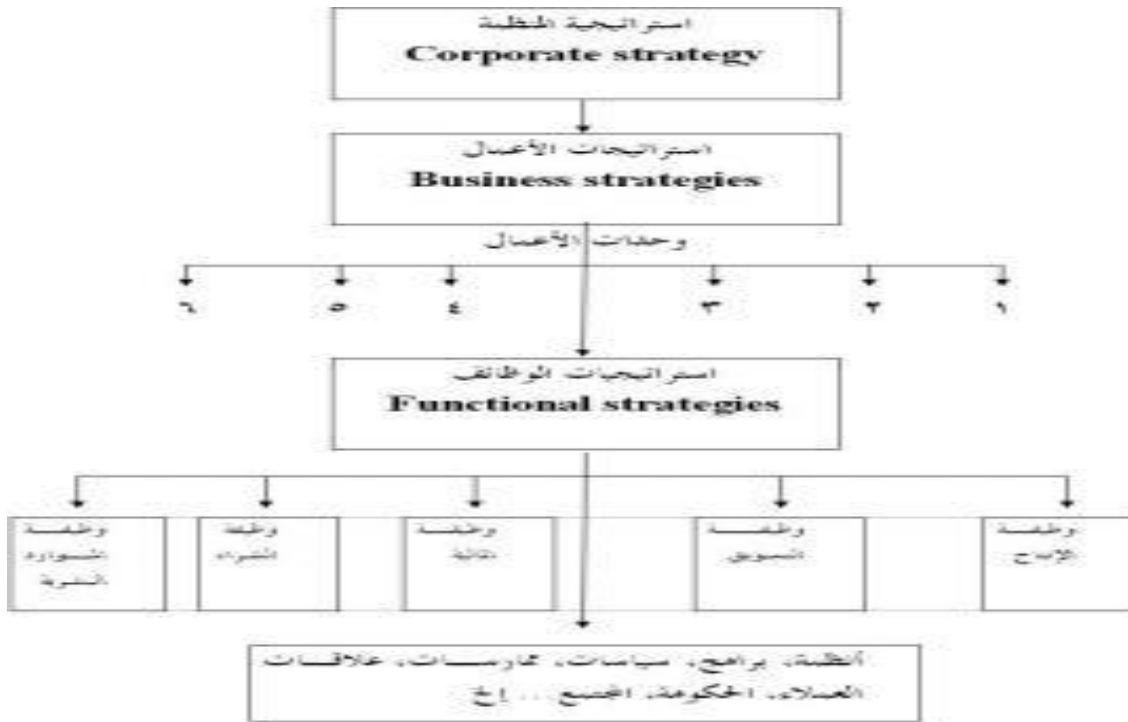 استراتيجية المنظمة
Corporate strategy
استراتيجات الأعمال
Business strategies
وحدات الأعمال
١ ٢ ٣ ٤ ٥ ٦
استراتيجيات الوظائف
Functional strategies
وظيفة الإنتاج
وظيفة التسويق
وظيفة المالية
وظيفة الشراء
وظيفة
الموارد
البشرية
أنظمة، برامج، سياسات، ممارسات، علاقات
العملاء، الحكومة، المجتمع ... إلخ